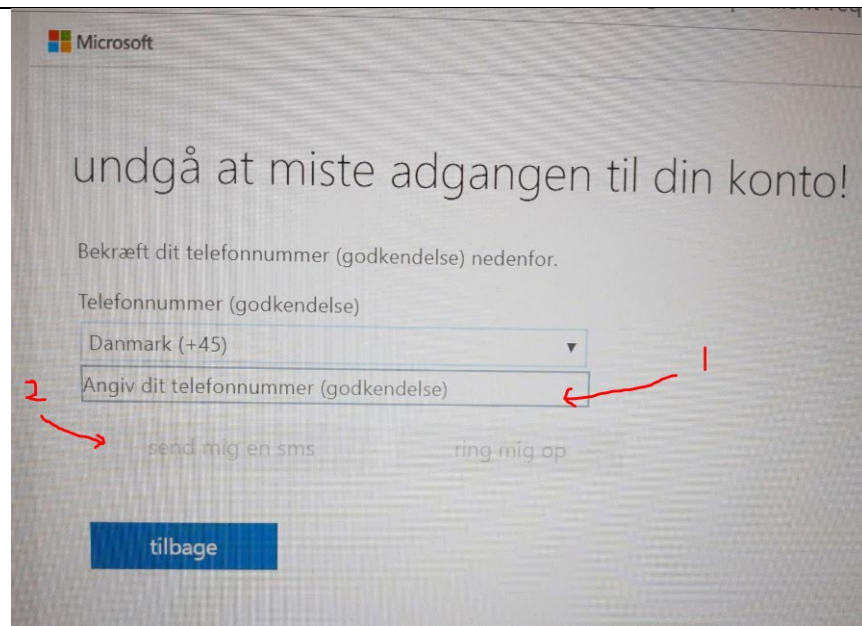 Microsoft
undgå at miste adgangen til din konto!
Bekræft dit telefonnummer (godkendelse) nedenfor.
Telefonnummer (godkendelse)
Danmark (+45)
1
Angiv dit telefonnummer (godkendelse)
2
send mig en sms ring mig op
tilbage